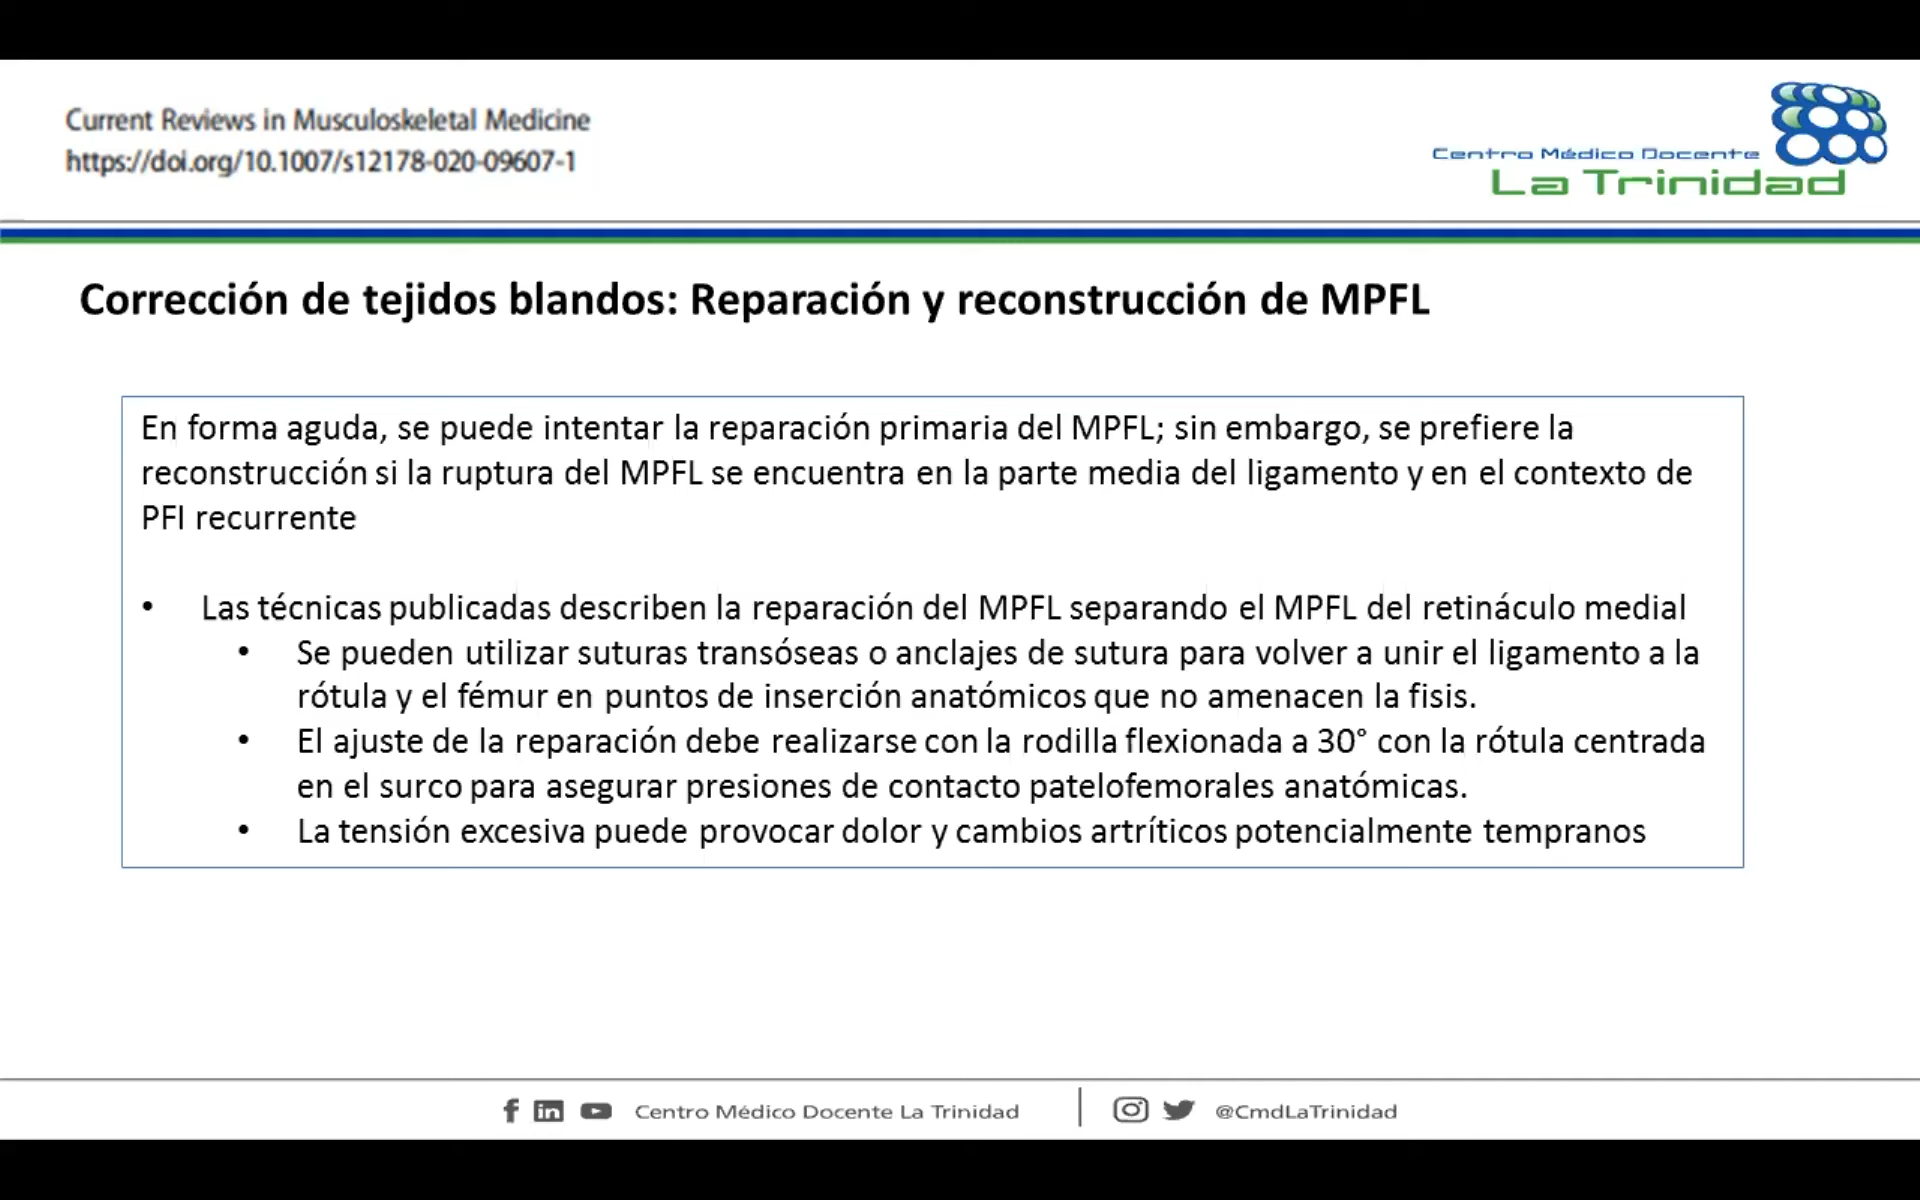 Current Reviews in Musculoskeletal Medicine
https://doi.org/10.1007/s12178-020-09607-1
Centro Médico Docente
La Trinidad
Corrección de tejidos blandos: Reparación y reconstrucción de MPFL
En forma aguda, se puede intentar la reparación primaria del MPFL; sin embargo, se prefiere la
reconstrucción si la ruptura del MPFL se encuentra en la parte media del ligamento y en el contexto de
PFI recurrente
• Las técnicas publicadas describen la reparación del MPFL separando el MPFL del retináculo medial
• Se pueden utilizar suturas transóseas o anclajes de sutura para volver a unir el ligamento a la
rótula y el fémur en puntos de inserción anatómicos que no amenacen la fisis.
• El ajuste de la reparación debe realizarse con la rodilla flexionada a 30° con la rótula centrada
en el surco para asegurar presiones de contacto patelofemorales anatómicas.
• La tensión excesiva puede provocar dolor y cambios artríticos potencialmente tempranos
Centro Médico Docente La Trinidad
@CmdLaTrinidad